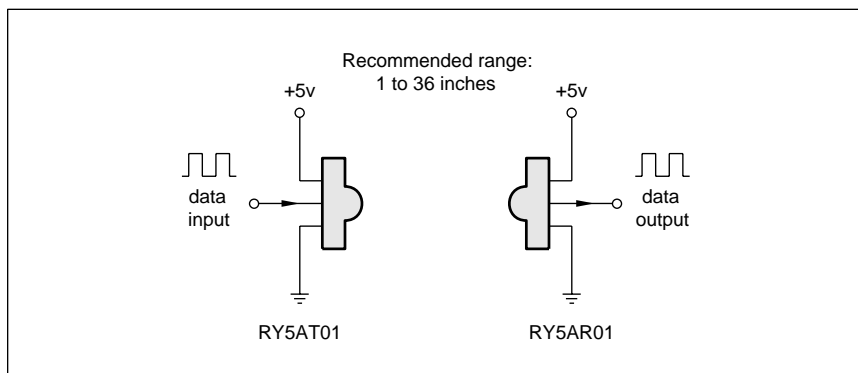 Recommended range:
1 to 36 inches
+5v
+5v
data
input
data
output
RY5AT01
RY5AR01